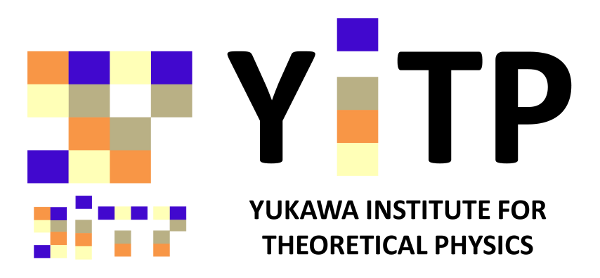 YiTP
YUKAWA INSTITUTE FOR
THEORETICAL PHYSICS